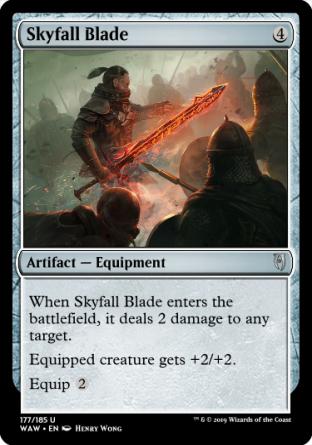 Skyfall Blade 4
Artifact — Equipment
When Skyfall Blade enters the
battlefield, it deals 2 damage to any
target.
Equipped creature gets +2/+2.
Equip 2
177/185 U
WAW • EN Henry Wong
™ & © 2019 Wizards of the Coast